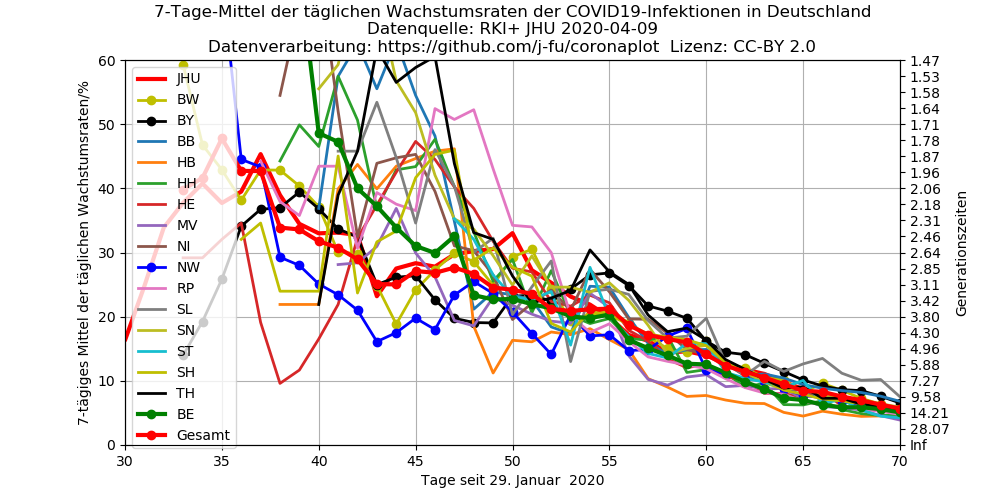 7-Tage-Mittel der täglichen Wachstumsraten der COVID19-Infektionen in Deutschland
Datenquelle: RKI+ JHU 2020-04-09
Datenverarbeitung: https://github.com/j-fu/coronaplot  Lizenz: CC-BY 2.0
7-tägiges Mittel der täglichen Wachstumsraten/%
60
50
40
30
20
10
0
JHU
BW
BY
BB
HB
HH
HE
MV
NI
NW
RP
SL
SN
ST
SH
TH
BE
Gesamt
1.47
1.53
1.58
1.64
1.71
1.78
1.87
1.96
2.06
2.18
2.31
2.46
2.64
2.85
3.11
3.42
3.80
4.30
4.96
5.88
7.27
9.58
14.21
28.07
Inf
Generationszeiten
30 35 40 45 50 55 60 65 70
Tage seit 29. Januar  2020